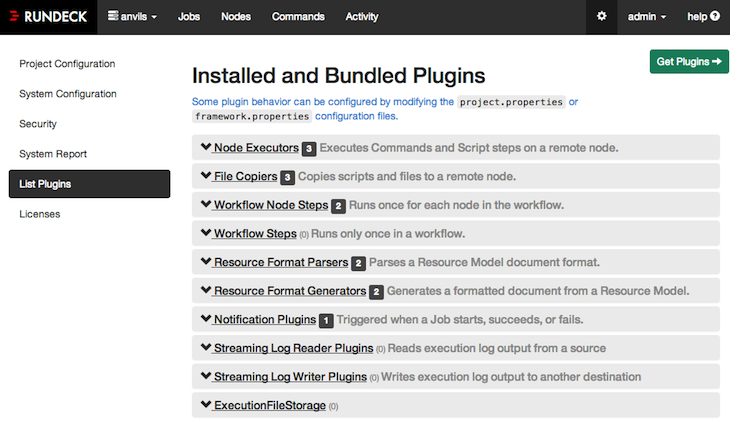 RUNDECK anvils Jobs Nodes Commands Activity admin help
Project Configuration
System Configuration
Security
System Report
List Plugins
Licenses
Get Plugins
Installed and Bundled Plugins
Some plugin behavior can be configured by modifying the project.properties or
framework.properties configuration files.
Node Executors 3 Executes Commands and Script steps on a remote node.
File Copiers 3 Copies scripts and files to a remote node.
Workflow Node Steps 2 Runs once for each node in the workflow.
Workflow Steps (0) Runs only once in a workflow.
Resource Format Parsers 2 Parses a Resource Model document format.
Resource Format Generators 2 Generates a formatted document from a Resource Model.
Notification Plugins 1 Triggered when a Job starts, succeeds, or fails.
Streaming Log Reader Plugins (0) Reads execution log output from a source
Streaming Log Writer Plugins (0) Writes execution log output to another destination
ExecutionFileStorage (0)